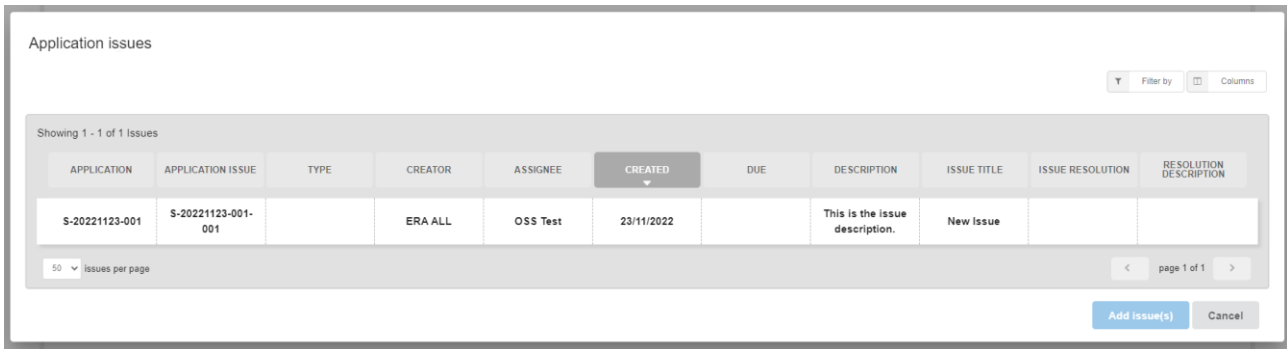 Application issues
Filter by Columns
Showing 1 - 1 of 1 Issues
APPLICATION APPLICATION ISSUE TYPE CREATOR ASSIGNEE CREATED DUE DESCRIPTION ISSUE TITLE ISSUE RESOLUTION RESOLUTION DESCRIPTION
S-20221123-001 S-20221123-001-001 ERA ALL OSS Test 23/11/2022 This is the issue description. New Issue
50 issues per page page 1 of 1
Add issue(s) Cancel